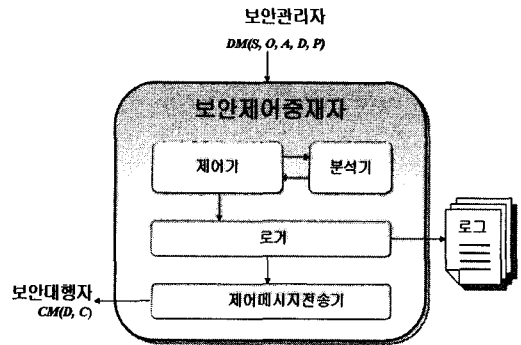 보안관리자
DM(S, O, A, D, P)
보안제어중재자
제어기
분석기
로거
로그
제어메시지전송기
보안대행자
CM(D, C)